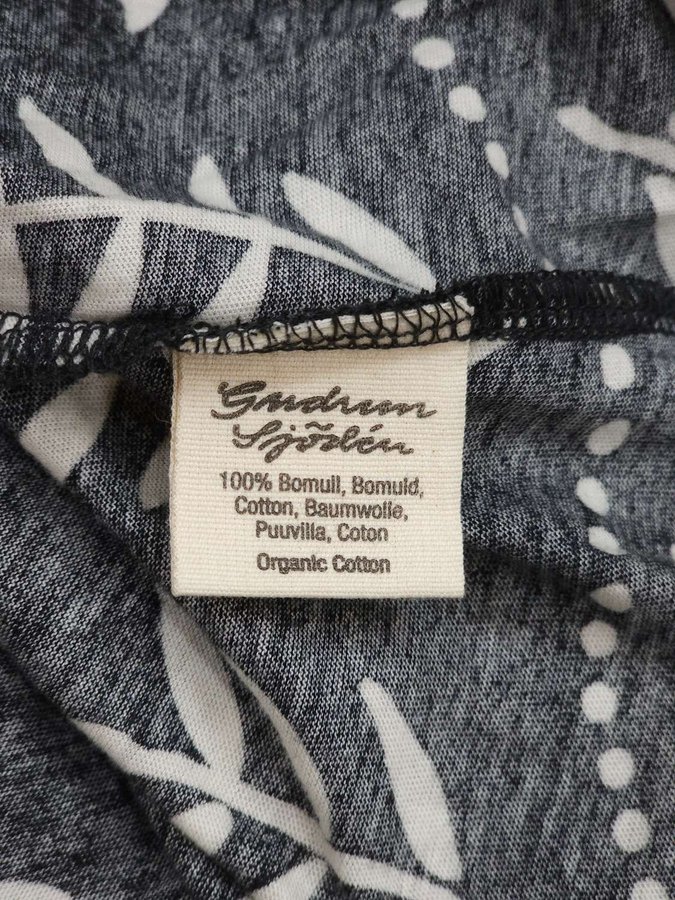 Gudrun
Sjödén
100% Bomull, Bomuld,
Cotton, Baumwolle,
Puuvilla, Coton
Organic Cotton